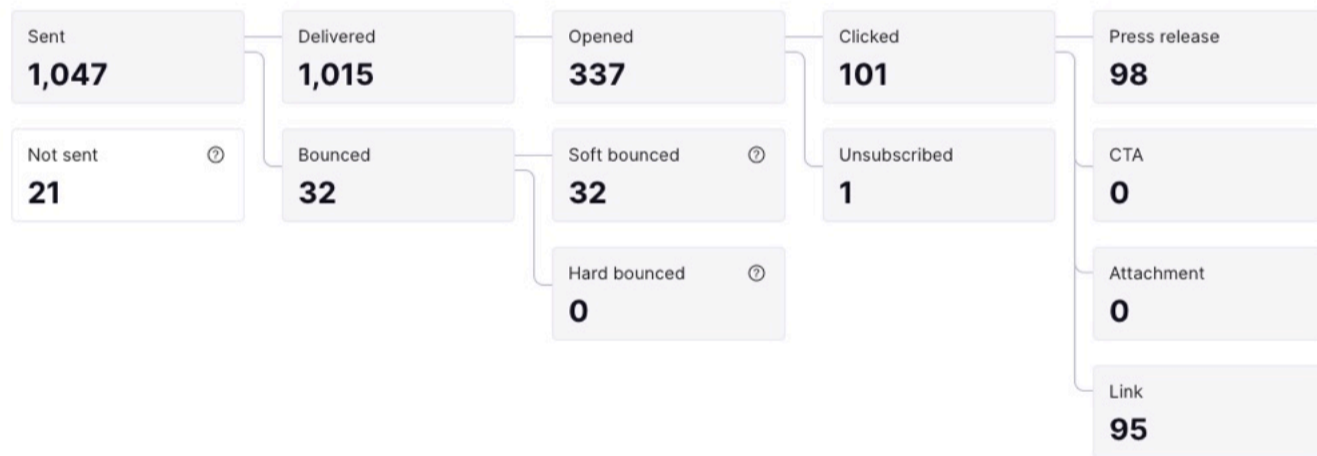 Sent
1,047
Delivered
1,015
Opened
337
Clicked
101
Press release
98
Not sent
21
Bounced
32
Soft bounced
32
Unsubscribed
1
CTA
0
Hard bounced
0
Attachment
0
Link
95